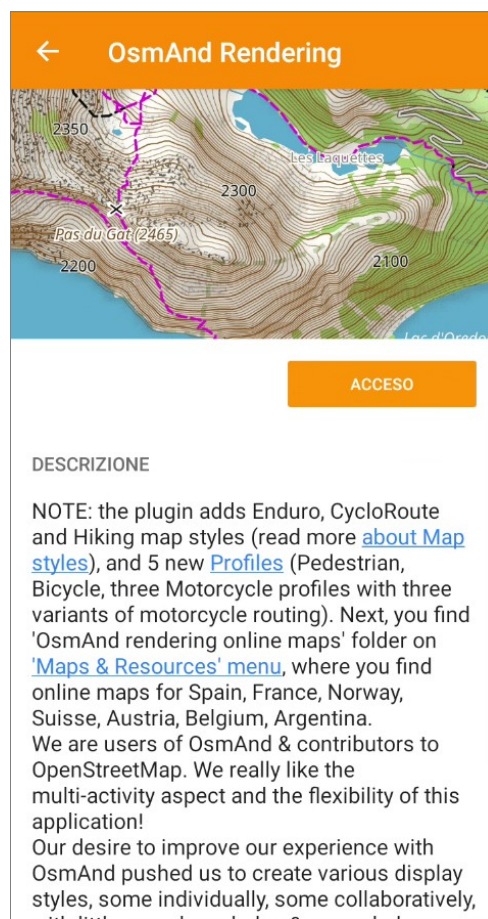 OsmAnd Rendering
2350
Les Laquettes
2300
Pas du Gat (2465)
2200
2100
Lac d'Oredo
ACCESO
DESCRIZIONE
NOTE: the plugin adds Enduro, CycloRoute
and Hiking map styles (read more about Map
styles), and 5 new Profiles (Pedestrian,
Bicycle, three Motorcycle profiles with three
variants of motorcycle routing). Next, you find
'OsmAnd rendering online maps' folder on
'Maps & Resources' menu, where you find
online maps for Spain, France, Norway,
Suisse, Austria, Belgium, Argentina.
We are users of OsmAnd & contributors to
OpenStreetMap. We really like the
multi-activity aspect and the flexibility of this
application!
Our desire to improve our experience with
OsmAnd pushed us to create various display
styles, some individually, some collaboratively,